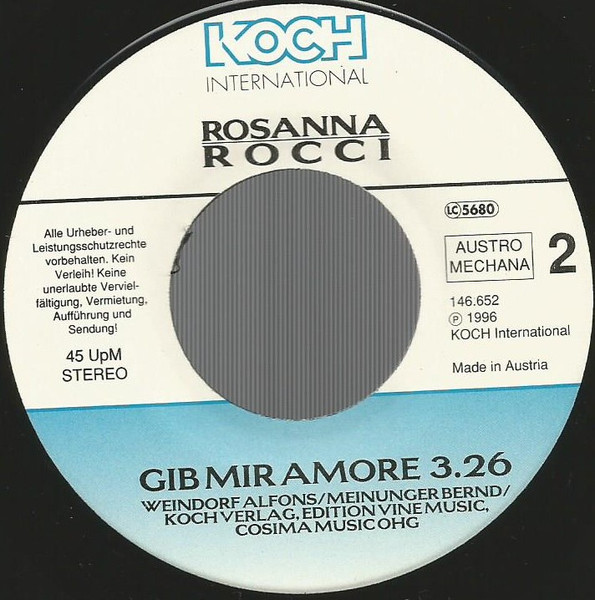 KOCH
INTERNATIONAL
ROSANNA
ROCCI
Alle Urheber- und
Leistungsschutzrechte
vorbehalten. Kein
Verleih! Keine
unerlaubte Verviel-
fältigung, Vermietung,
Aufführung und
Sendung!
45 UpM
STEREO
LC 5680
AUSTRO
MECHANA
2
146.652
℗ 1996
KOCH International
Made in Austria
GIB MIR AMORE 3.26
WEINDORF ALFONS/MEINUNGER BERND/
KOCH VERLAG, EDITION VINE MUSIC,
COSIMA MUSIC OHG